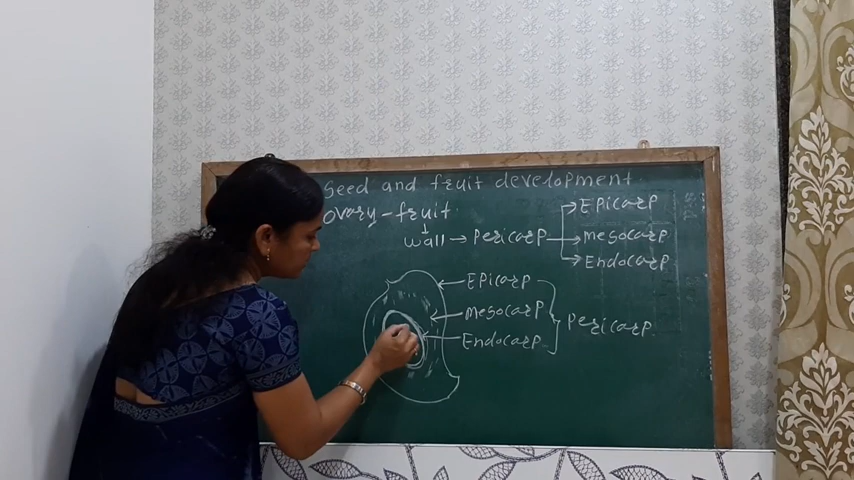 Seed and fruit development
ovary - fruit
wall → Pericarp
Epicarp
mesocarp
Endocarp
Epicarp
Mesocarp
Endocarp
Pericarp